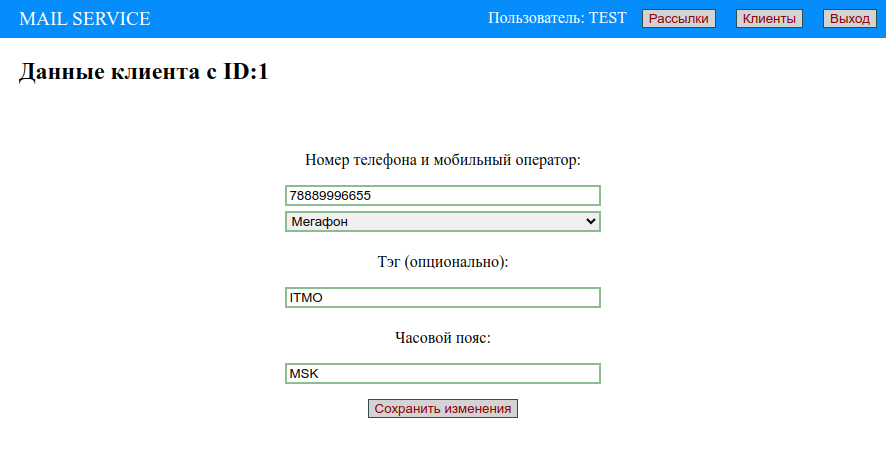 MAIL SERVICE Пользователь: TEST Рассылки Клиенты Выход
Данные клиента с ID:1
Номер телефона и мобильный оператор:
78889996655
Мегафон
Тэг (опционально):
ITMO
Часовой пояс:
MSK
Сохранить изменения